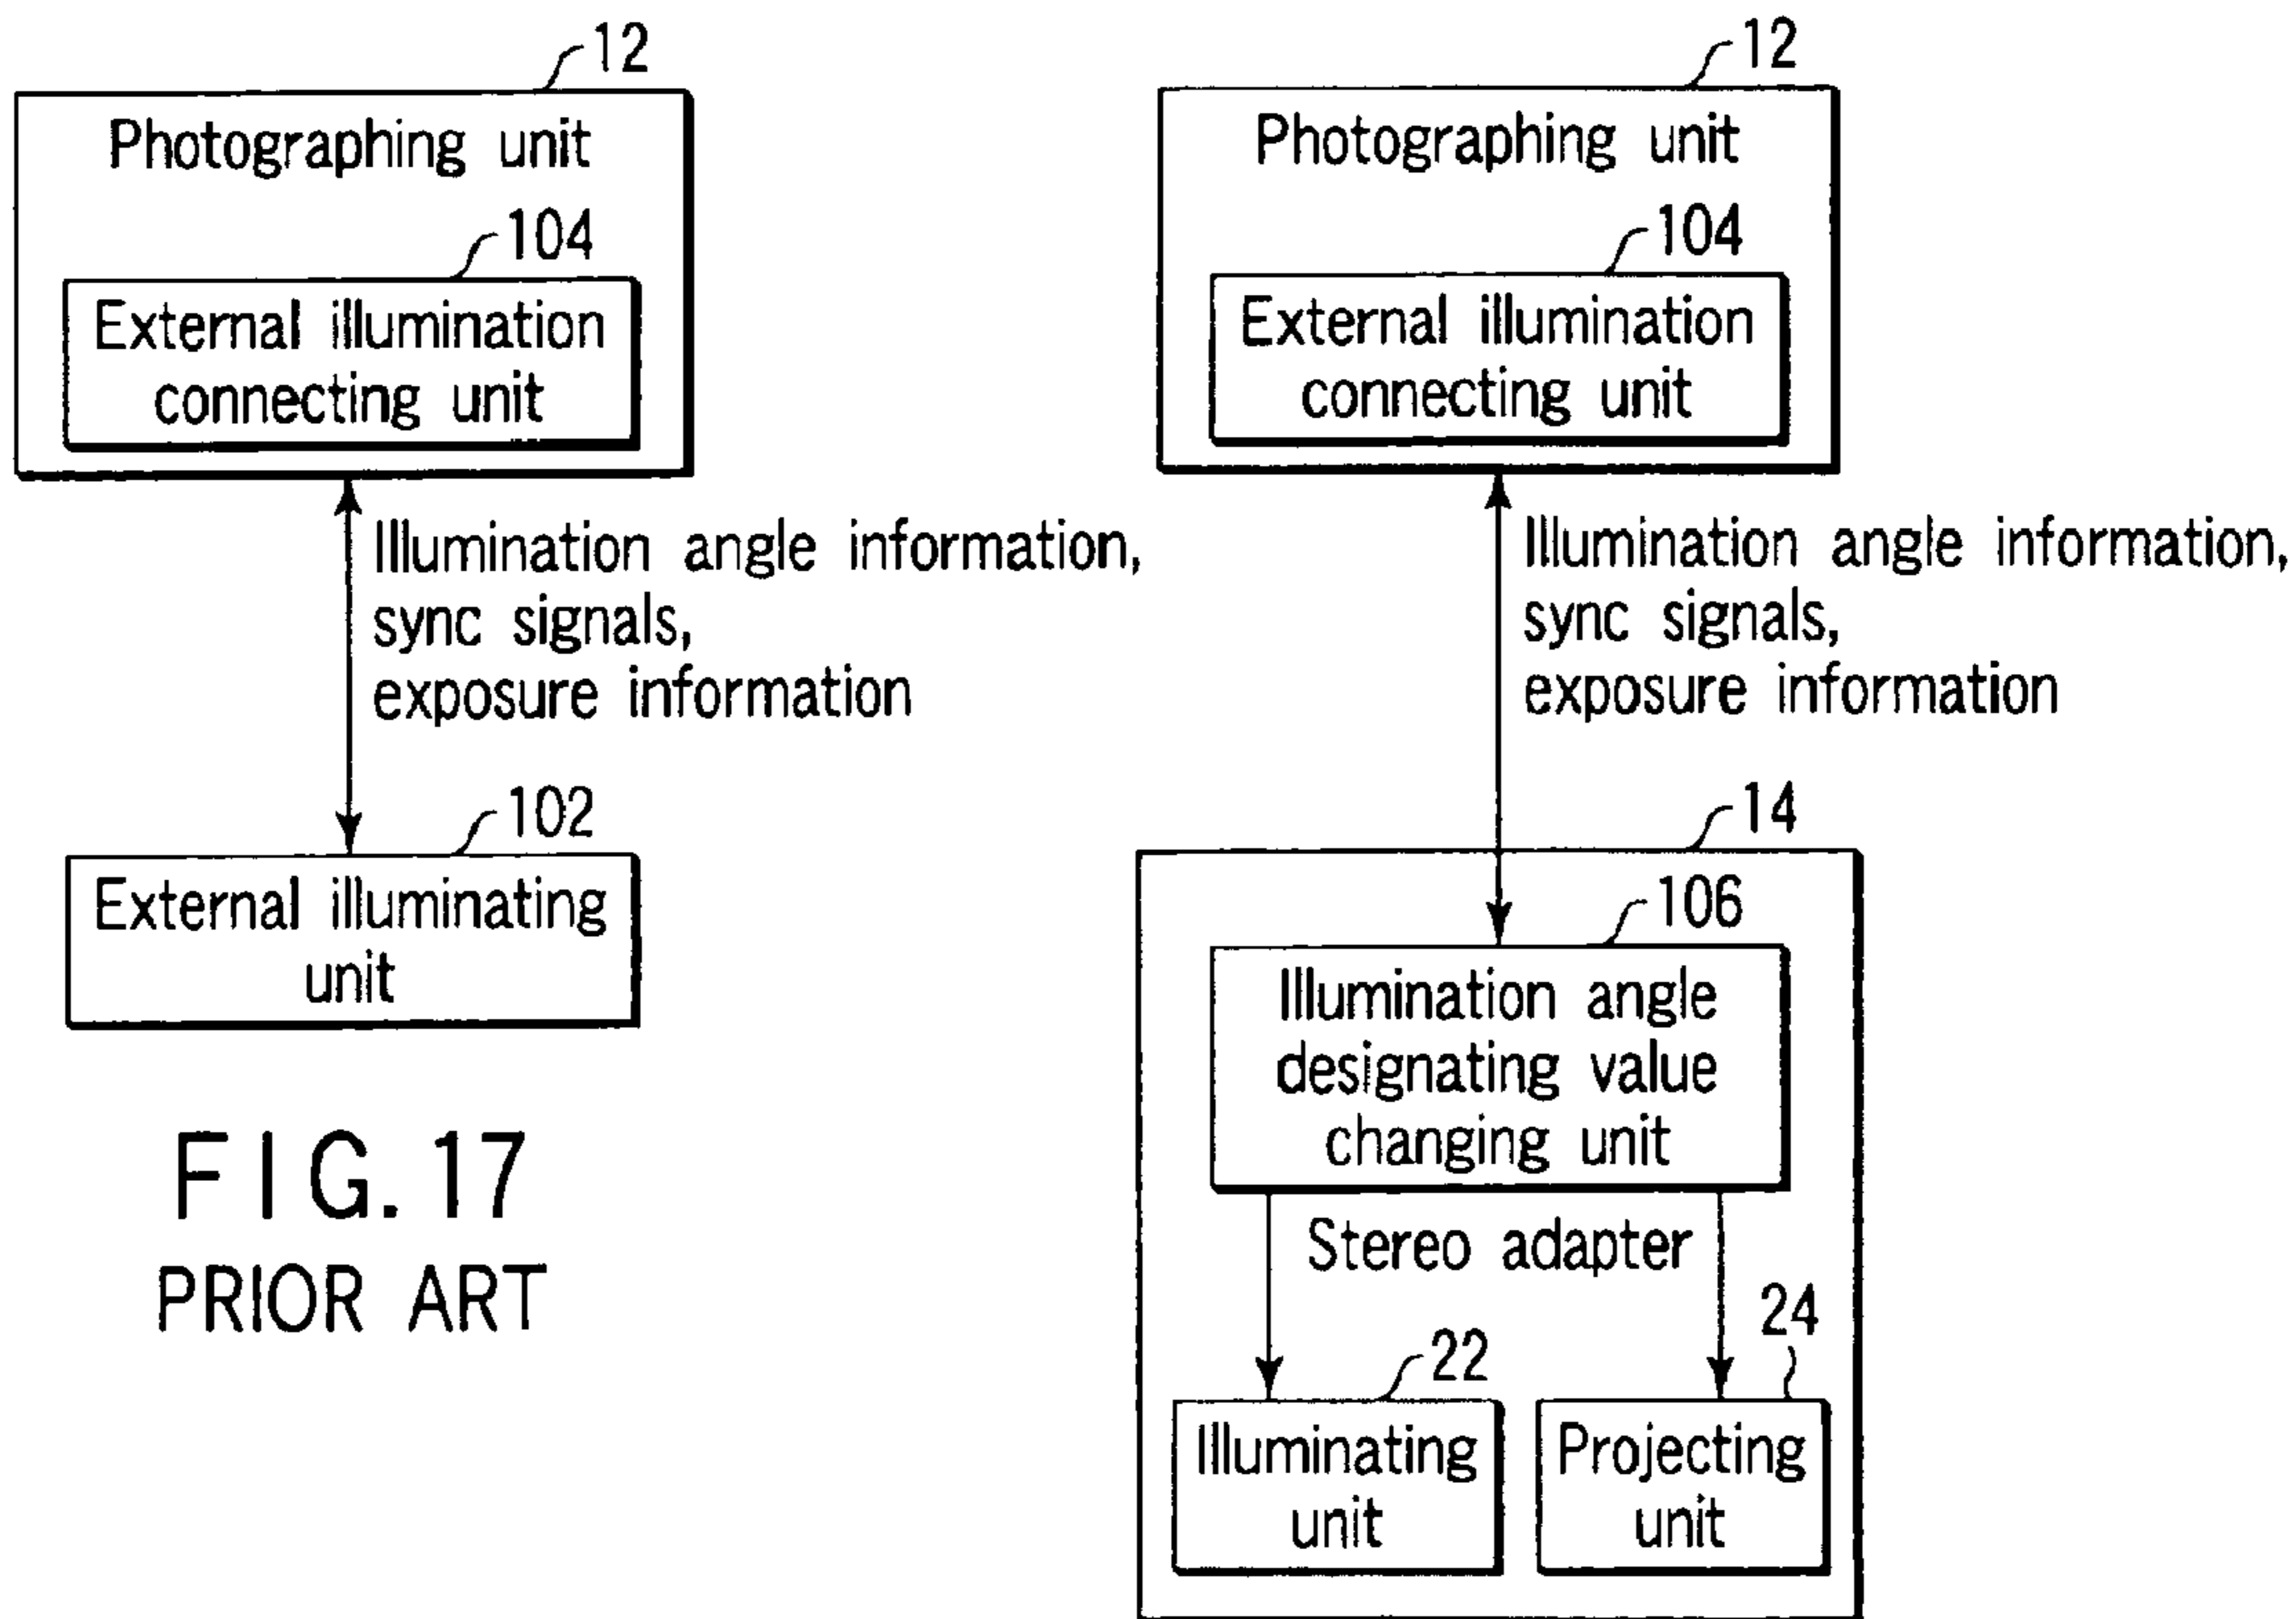 12
Photographing unit
104
External illumination
connecting unit
Illumination angle information,
sync signals,
exposure information
102
External illuminating
unit
FIG. 17
PRIOR ART
12
Photographing unit
104
External illumination
connecting unit
Illumination angle information,
sync signals,
exposure information
14
106
Illumination angle
designating value
changing unit
Stereo adapter
22
Illuminating
unit
24
Projecting
unit